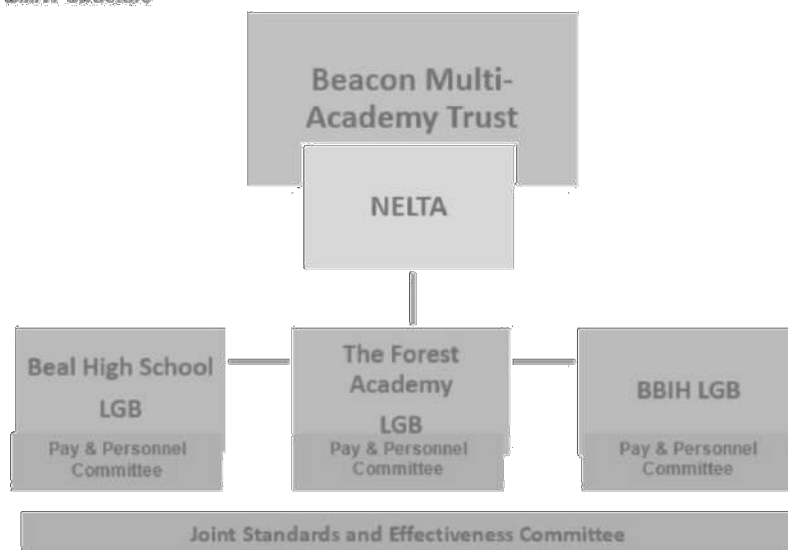 Beacon Multi-
Academy Trust
NELTA
Beal High School
LGB
Pay & Personnel
Committee
The Forest
Academy
LGB
Pay & Personnel
Committee
BBIH LGB
Pay & Personnel
Committee
Joint Standards and Effectiveness Committee